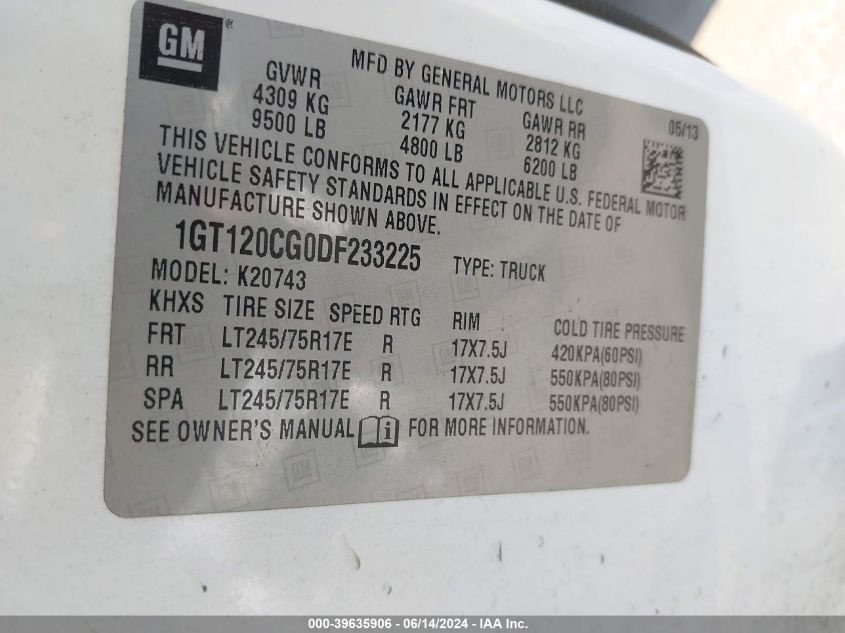 GM®
MFD BY GENERAL MOTORS LLC
05/13
GVWR GAWR FRT GAWR RR
4309 KG 2177 KG 2812 KG
9500 LB 4800 LB 6200 LB
THIS VEHICLE CONFORMS TO ALL APPLICABLE U.S. FEDERAL MOTOR
VEHICLE SAFETY STANDARDS IN EFFECT ON THE DATE OF
MANUFACTURE SHOWN ABOVE.
1GT120CG0DF233225 TYPE: TRUCK
MODEL: K20743
KHXS TIRE SIZE SPEED RTG RIM COLD TIRE PRESSURE
FRT LT245/75R17E R 17X7.5J 420KPA(60PSI)
RR LT245/75R17E R 17X7.5J 550KPA(80PSI)
SPA LT245/75R17E R 17X7.5J 550KPA(80PSI)
SEE OWNER'S MANUAL FOR MORE INFORMATION.
000-39635906 - 06/14/2024 - IAA Inc.